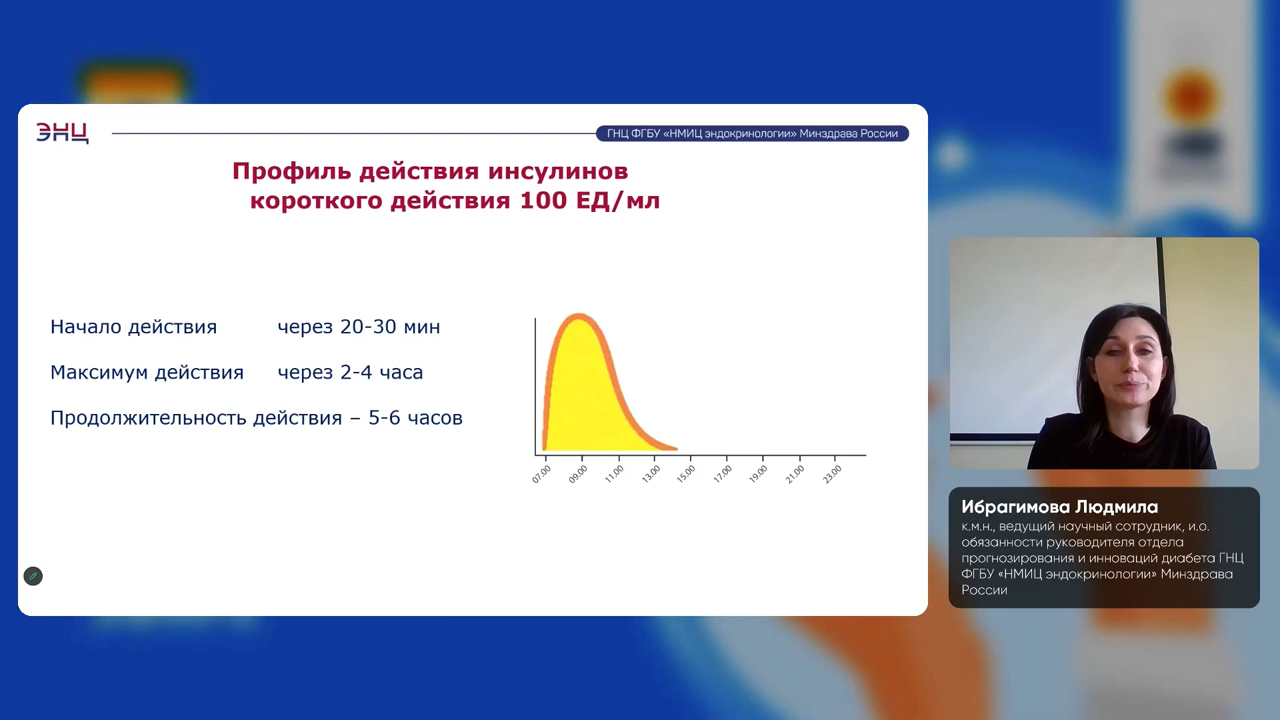 ЭНЦ
ГНЦ ФГБУ «НМИЦ эндокринологии» Минздрава России
Профиль действия инсулинов
короткого действия 100 ЕД/мл
Начало действия через 20-30 мин
Максимум действия через 2-4 часа
Продолжительность действия – 5-6 часов
07.00 09.00 11.00 13.00 15.00 17.00 19.00 21.00 23.00
Ибрагимова Людмила
к.м.н., ведущий научный сотрудник, и.о.
обязанности руководителя отдела
прогнозирования и инноваций диабета ГНЦ
ФГБУ «НМИЦ эндокринологии» Минздрава
России